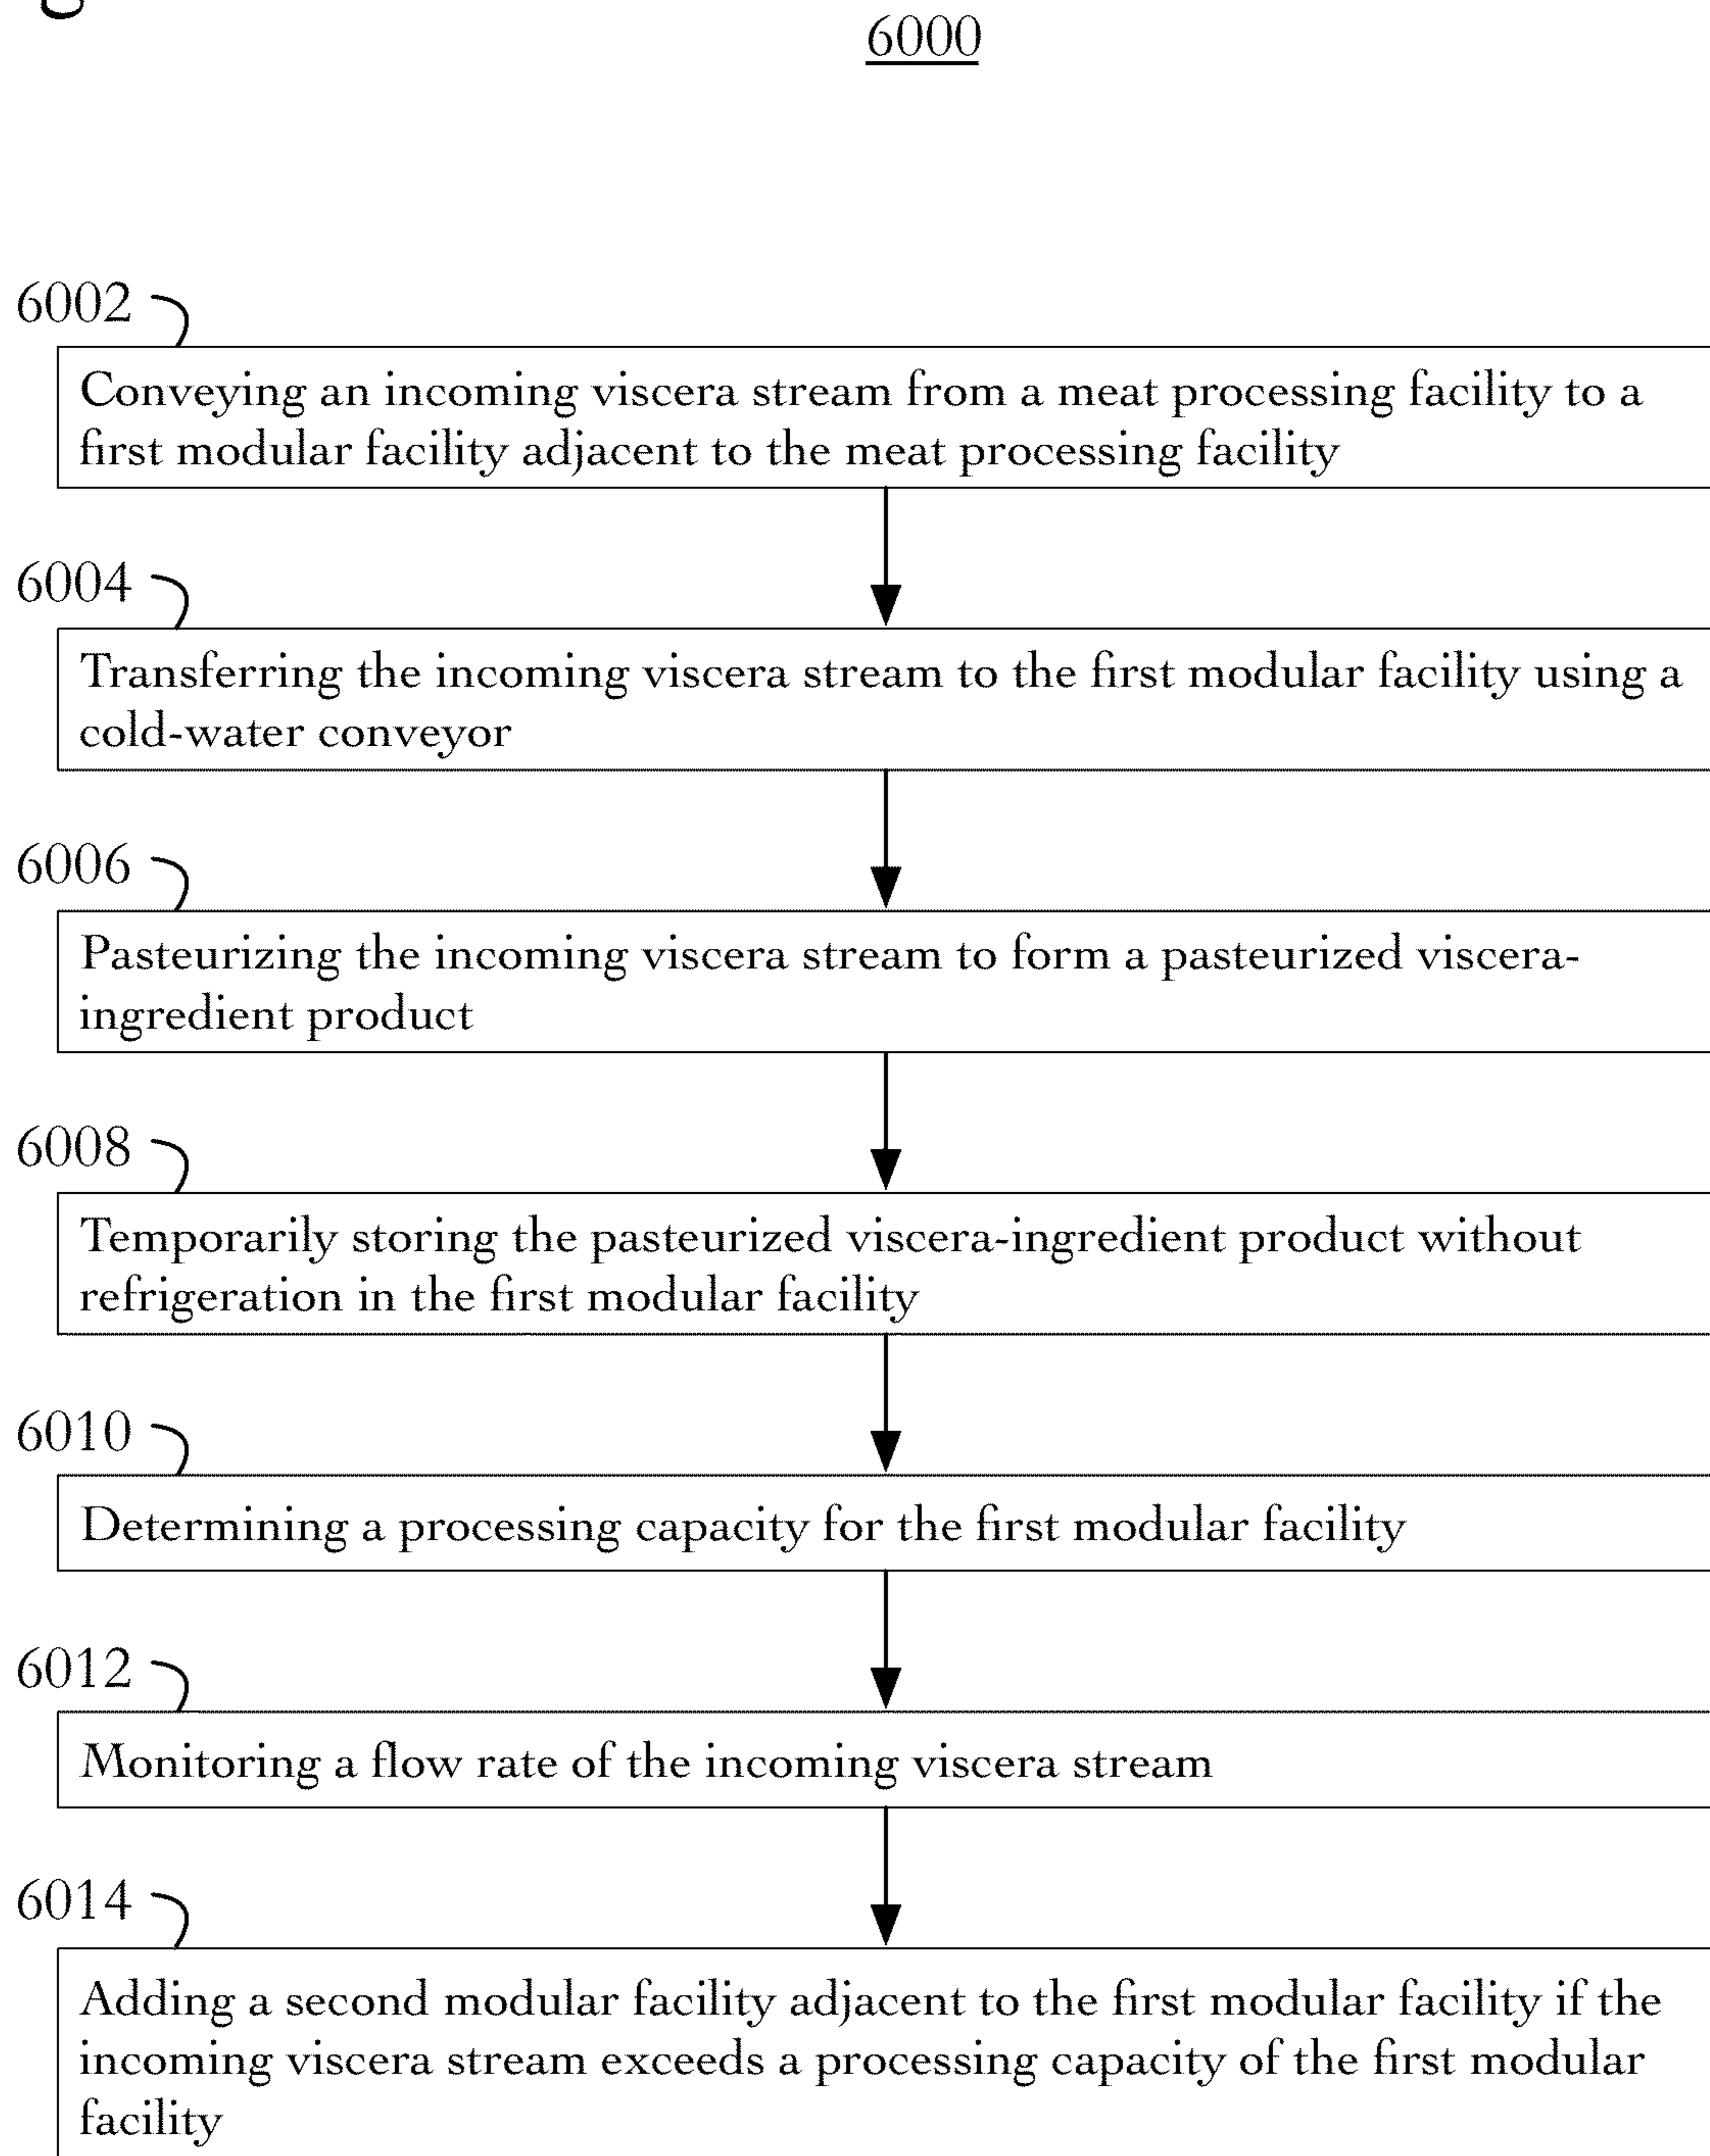 6000
6002
Conveying an incoming viscera stream from a meat processing facility to a
first modular facility adjacent to the meat processing facility
6004
Transferring the incoming viscera stream to the first modular facility using a
cold-water conveyor
6006
Pasteurizing the incoming viscera stream to form a pasteurized viscera-
ingredient product
6008
Temporarily storing the pasteurized viscera-ingredient product without
refrigeration in the first modular facility
6010
Determining a processing capacity for the first modular facility
6012
Monitoring a flow rate of the incoming viscera stream
6014
Adding a second modular facility adjacent to the first modular facility if the
incoming viscera stream exceeds a processing capacity of the first modular
facility